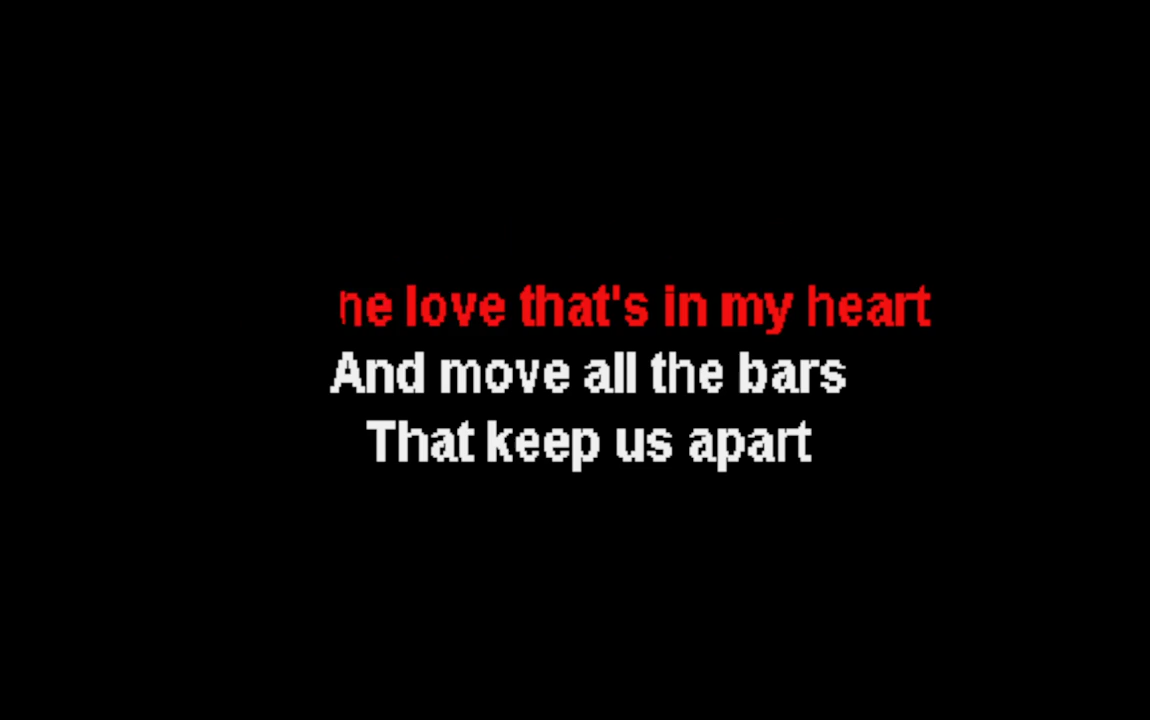 he love that's in my heart
And move all the bars
That keep us apart